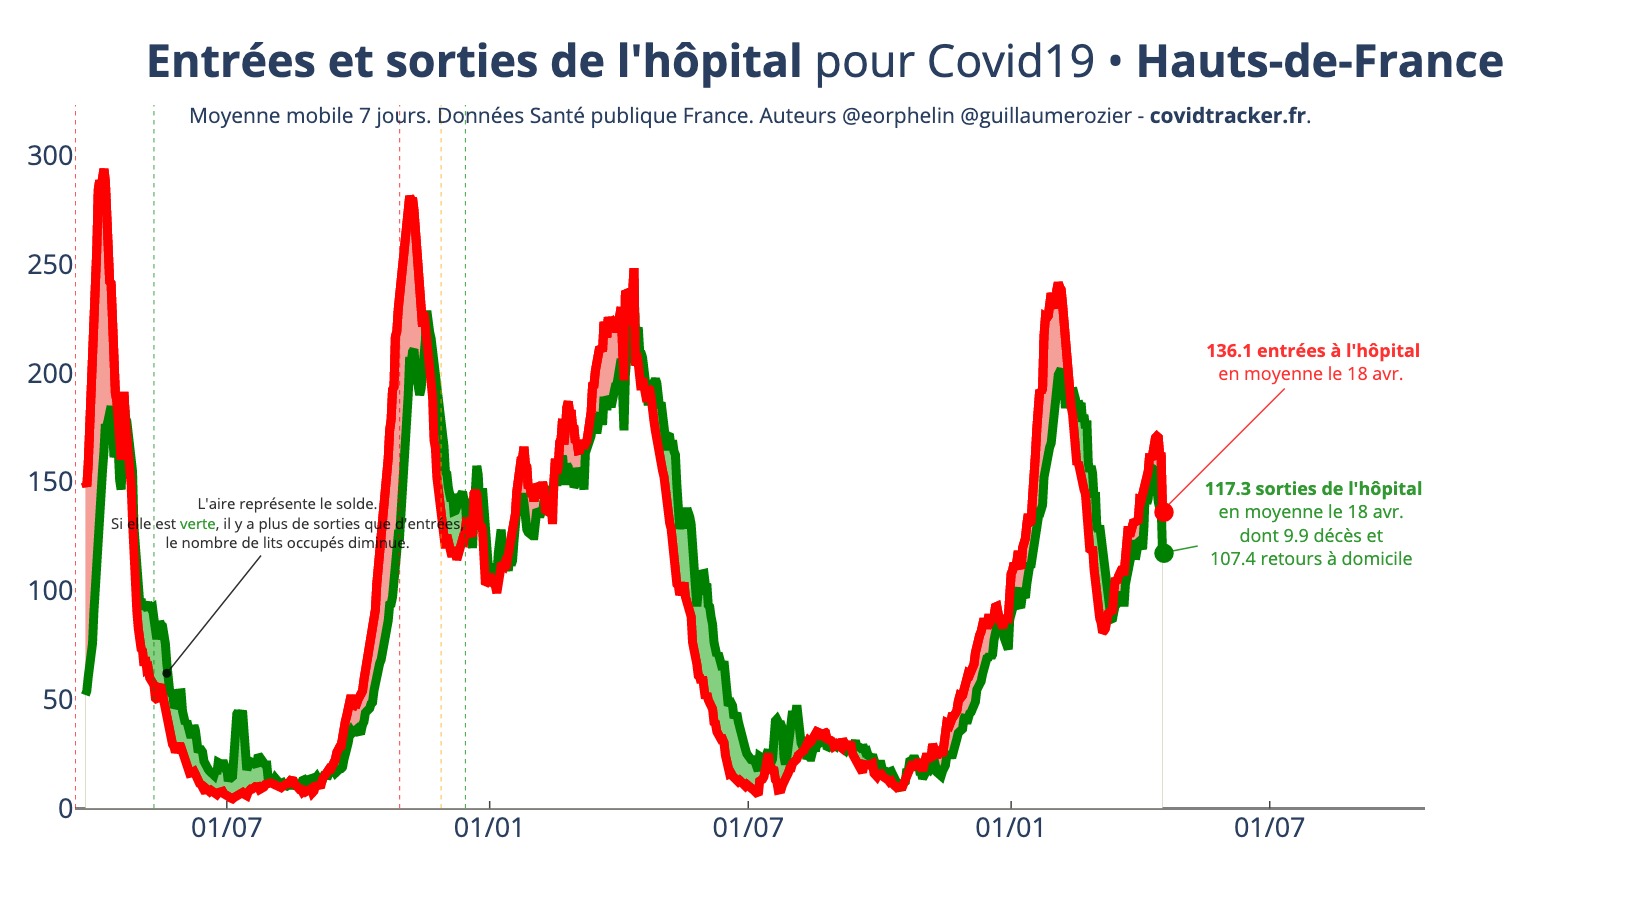 Entrées et sorties de l'hôpital pour Covid19 • Hauts-de-France
Moyenne mobile 7 jours. Données Santé publique France. Auteurs @eorphelin @guillaumerozier - covidtracker.fr.
300
250
200
150
100
50
0
L'aire représente le solde.
Si elle est verte, il y a plus de sorties que d'entrées,
le nombre de lits occupés diminue.
136.1 entrées à l'hôpital
en moyenne le 18 avr.
117.3 sorties de l'hôpital
en moyenne le 18 avr.
dont 9.9 décès et
107.4 retours à domicile
01/07
01/01
01/07
01/01
01/07